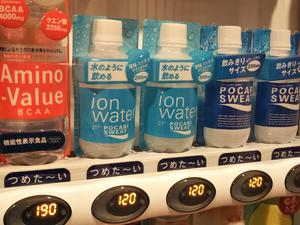 クエン酸
2250mg
BCAA
4000mg
Amino
-Value
BCAA
機能性表示食品
水のように
飲める
ion
water
POCARI
SWEAT
水のように
飲める
ion
water
POCARI
SWEAT
飲みきり
サイズ
POCARI
SWEAT
飲みきり
サイズ
POCARI
SWEAT
つめた〜い
つめた〜い
つめた〜い
つめた〜い
190
120
120
120